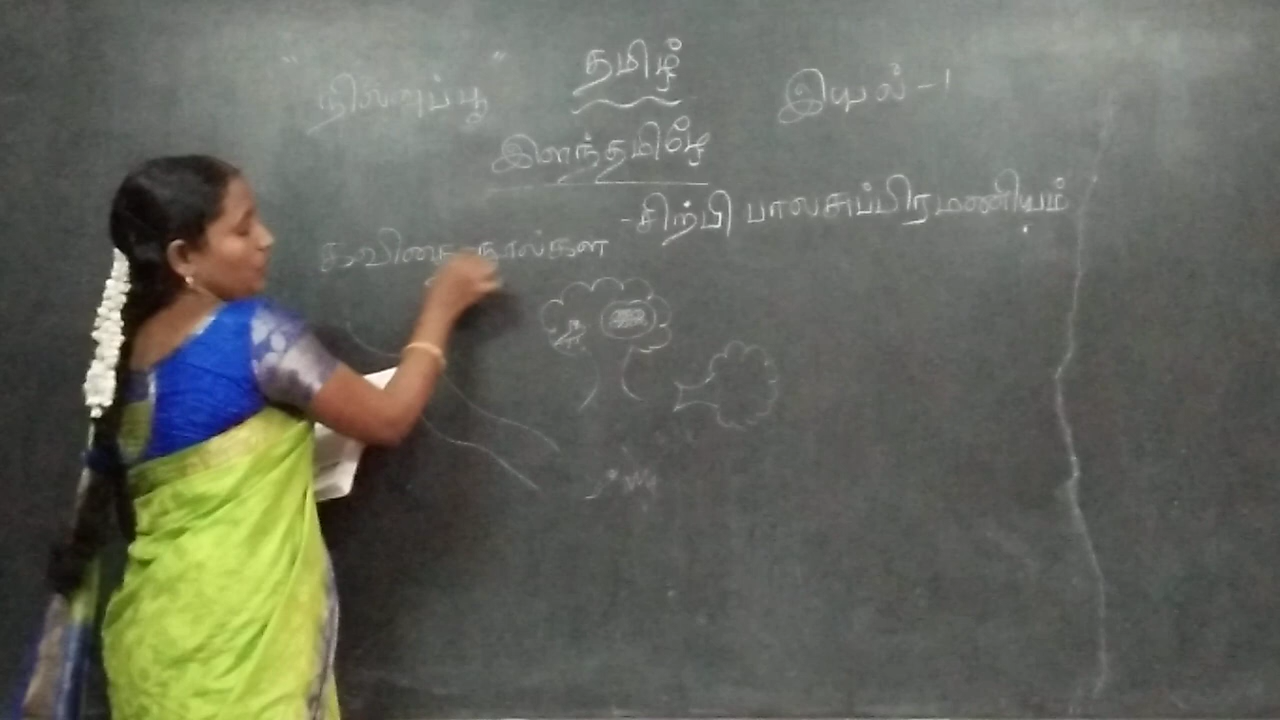 தமிழ்
"நிலவுப்பூ"
இயல்-1
இளந்தமிழே
-சிற்பி பாலசுப்பிரமணியம்
கவிதை நூல்கள்